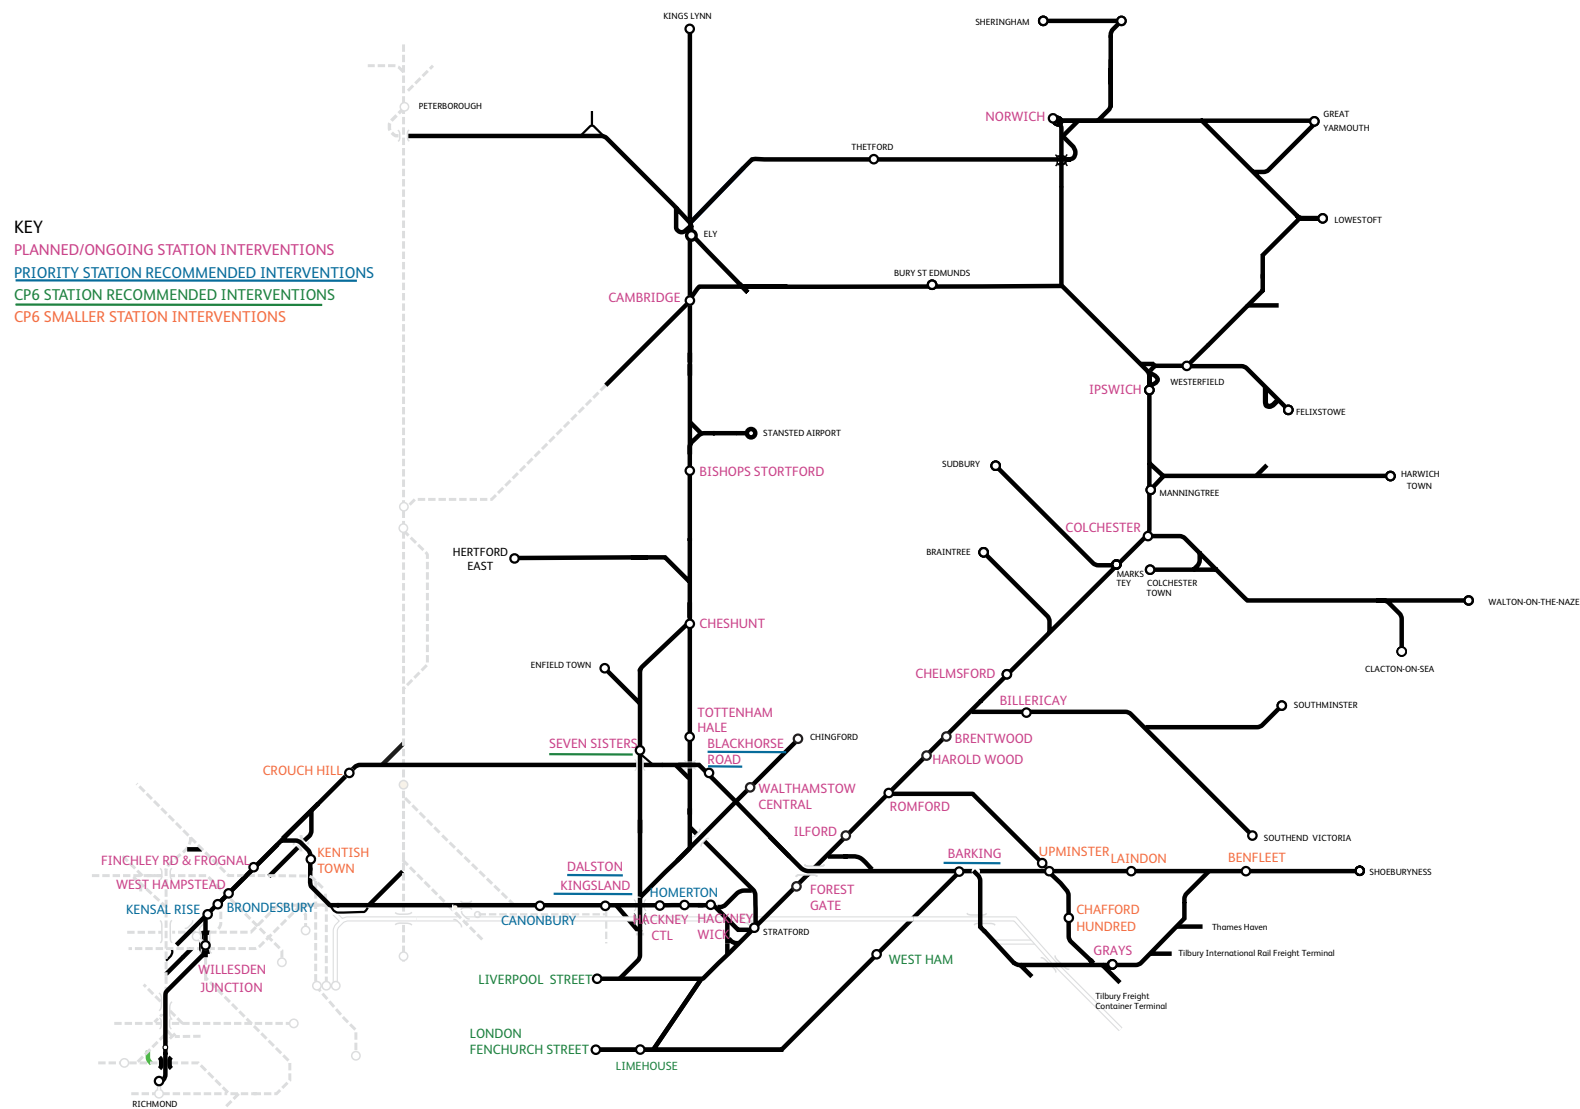 KINGS LYNN
SHERINGHAM
PETERBOROUGH
NORWICH
GREAT
YARMOUTH
THETFORD
LOWESTOFT
KEY
PLANNED/ONGOING STATION INTERVENTIONS
PRIORITY STATION RECOMMENDED INTERVENTIONS
CP6 STATION RECOMMENDED INTERVENTIONS
CP6 SMALLER STATION INTERVENTIONS
ELY
BURY ST EDMUNDS
CAMBRIDGE
WESTERFIELD
IPSWICH
FELIXSTOWE
STANSTED AIRPORT
BISHOPS STORTFORD
SUDBURY
HARWICH
TOWN
MANNINGTREE
COLCHESTER
HERTFORD
EAST
BRAINTREE
MARKS
TEY
COLCHESTER
TOWN
WALTON-ON-THE-NAZE
CHESHUNT
ENFIELD TOWN
CLACTON-ON-SEA
CHELMSFORD
BILLERICAY
SOUTHMINSTER
TOTTENHAM
HALE
SEVEN SISTERS
BLACKHORSE
ROAD
CHINGFORD
BRENTWOOD
HAROLD WOOD
CROUCH HILL
WALTHAMSTOW
CENTRAL
ROMFORD
ILFORD
SOUTHEND VICTORIA
KENTISH
TOWN
FINCHLEY RD & FROGNAL
BARKING
UPMINSTER
LAINDON
BENFLEET
SHOEBURYNESS
DALSTON
KINGSLAND
WEST HAMPSTEAD
HOMERTON
FOREST
GATE
KENSAL RISE
BRONDESBURY
CANONBURY
HACKNEY
CTL
HACKNEY
WICK
STRATFORD
CHAFFORD
HUNDRED
Thames Haven
GRAYS
Tilbury International Rail Freight Terminal
WEST HAM
WILLESDEN
JUNCTION
LIVERPOOL STREET
Tilbury Freight
Container Terminal
LONDON
FENCHURCH STREET
LIMEHOUSE
RICHMOND